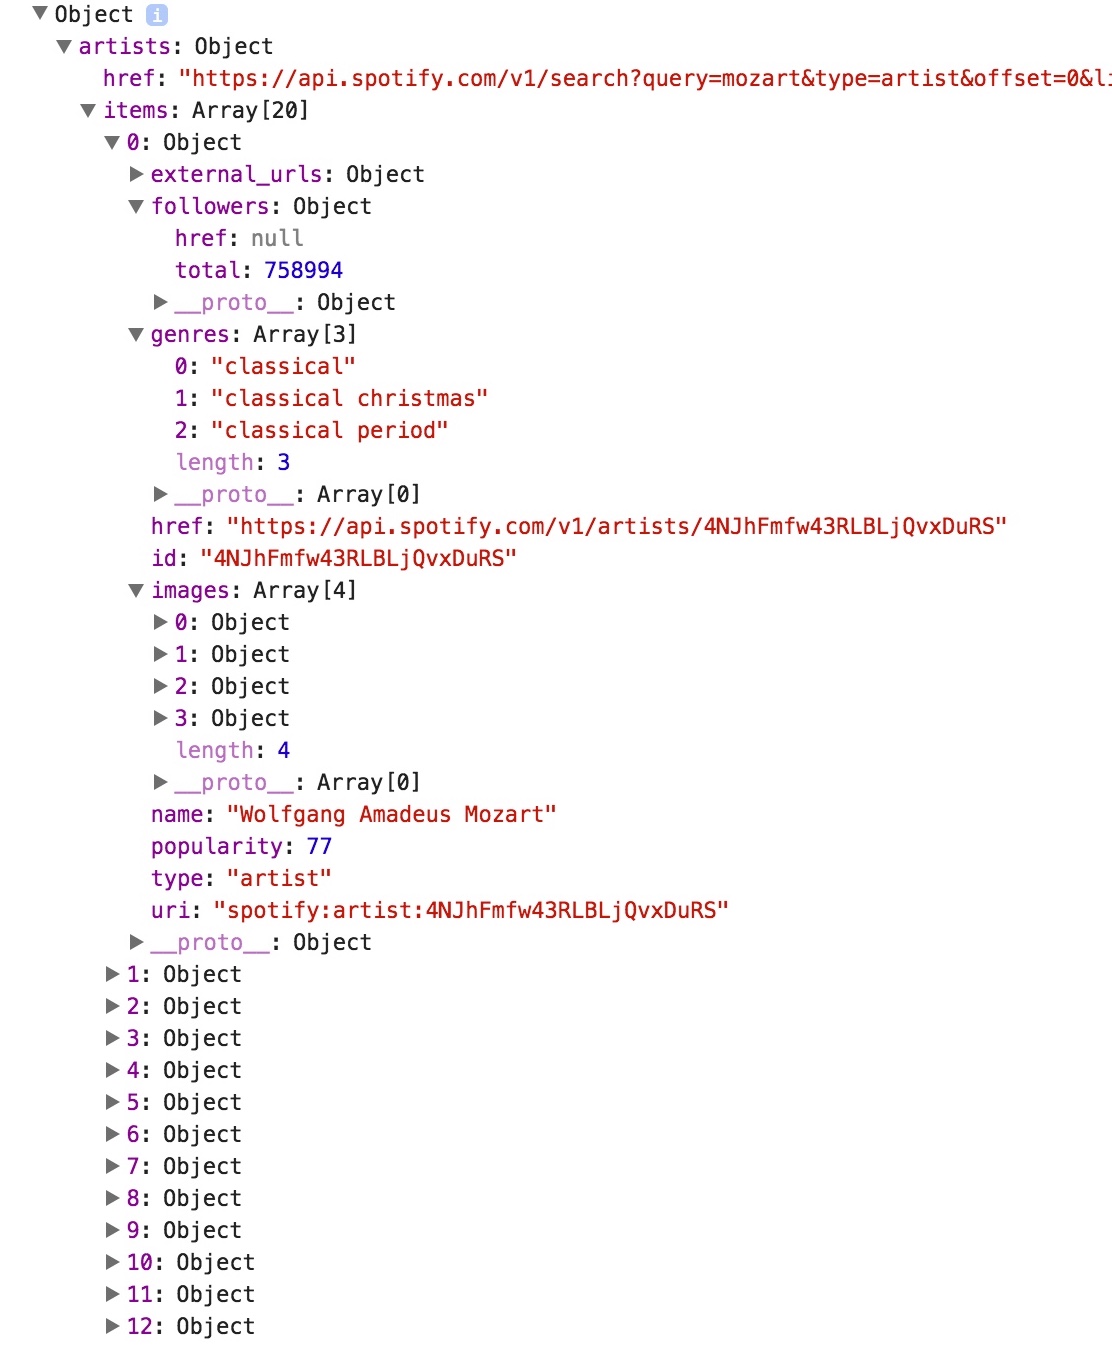 Object i
artists: Object
href: "https://api.spotify.com/v1/search?query=mozart&type=artist&offset=0&li
items: Array[20]
0: Object
external_urls: Object
followers: Object
href: null
total: 758994
__proto__: Object
genres: Array[3]
0: "classical"
1: "classical christmas"
2: "classical period"
length: 3
__proto__: Array[0]
href: "https://api.spotify.com/v1/artists/4NJhFmfw43RLBLjQvxDuRS"
id: "4NJhFmfw43RLBLjQvxDuRS"
images: Array[4]
0: Object
1: Object
2: Object
3: Object
length: 4
__proto__: Array[0]
name: "Wolfgang Amadeus Mozart"
popularity: 77
type: "artist"
uri: "spotify:artist:4NJhFmfw43RLBLjQvxDuRS"
__proto__: Object
1: Object
2: Object
3: Object
4: Object
5: Object
6: Object
7: Object
8: Object
9: Object
10: Object
11: Object
12: Object